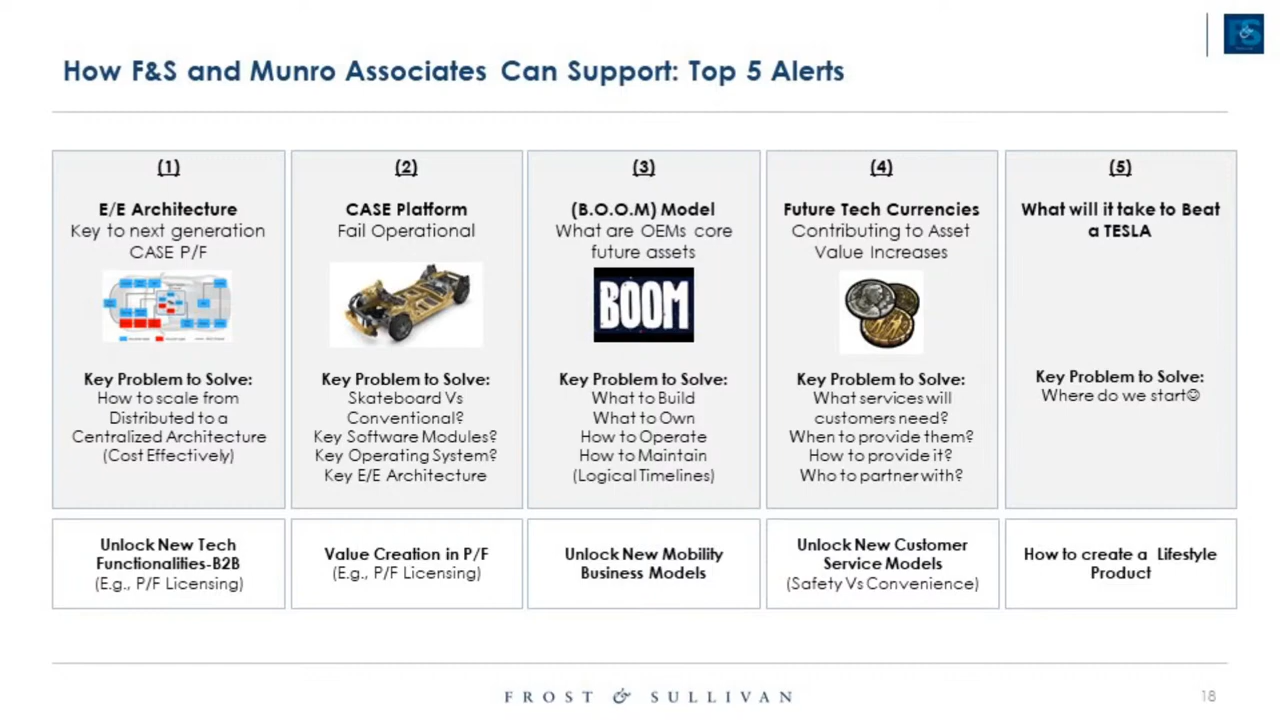 F&S
How F&S and Munro Associates Can Support: Top 5 Alerts
(1)
E/E Architecture
Key to next generation
CASE P/F
Key Problem to Solve:
How to scale from
Distributed to a
Centralized Architecture
(Cost Effectively)
Unlock New Tech
Functionalities-B2B
(E.g., P/F Licensing)
(2)
CASE Platform
Fail Operational
Key Problem to Solve:
Skateboard Vs
Conventional?
Key Software Modules?
Key Operating System?
Key E/E Architecture
Value Creation in P/F
(E.g., P/F Licensing)
(3)
(B.O.O.M) Model
What are OEMs core
future assets
BOOM
Key Problem to Solve:
What to Build
What to Own
How to Operate
How to Maintain
(Logical Timelines)
Unlock New Mobility
Business Models
(4)
Future Tech Currencies
Contributing to Asset
Value Increases
Key Problem to Solve:
What services will
customers need?
When to provide them?
How to provide it?
Who to partner with?
Unlock New Customer
Service Models
(Safety Vs Convenience)
(5)
What will it take to Beat
a TESLA
Key Problem to Solve:
Where do we start☺
How to create a Lifestyle
Product
FROST & SULLIVAN
18